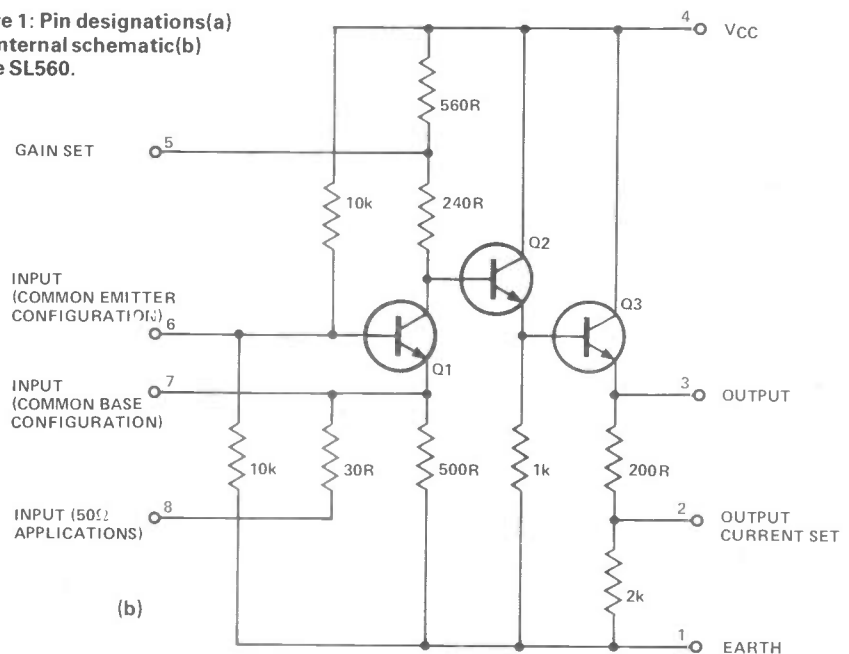 e 1: Pin designations(a)
nternal schematic(b)
e SL560.
4
VCC
560R
GAIN SET
5
10k
240R
Q2
INPUT
(COMMON EMITTER
CONFIGURATION)
6
Q3
Q1
INPUT
(COMMON BASE
CONFIGURATION)
7
3
OUTPUT
10k
30R
500R
1k
200R
INPUT (50Ω
APPLICATIONS)
8
2
OUTPUT
CURRENT SET
(b)
2k
1
EARTH